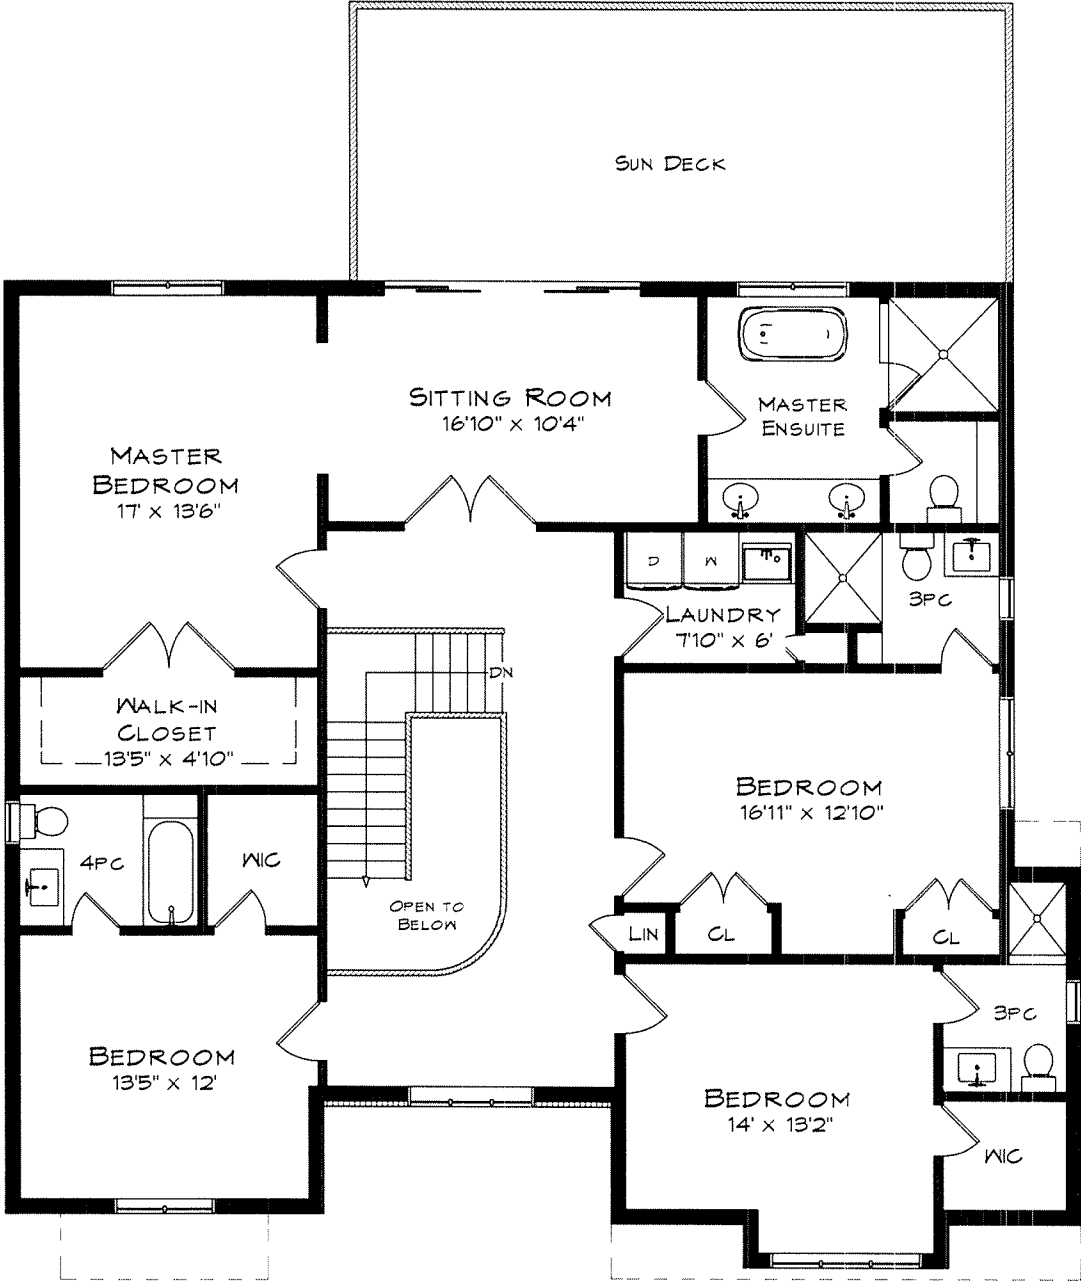 SUN DECK
SITTING ROOM
16'10" X 10'4"
MASTER
ENSUITE
MASTER
BEDROOM
17' X 13'6"
D
W
3PC
LAUNDRY
7'10" X 6'
DN
WALK-IN
CLOSET
13'5" X 4'10"
BEDROOM
16'11" X 12'10"
4PC
WIC
OPEN TO
BELOW
LIN
CL
CL
3PC
BEDROOM
13'5" X 12'
BEDROOM
14' X 13'2"
WIC